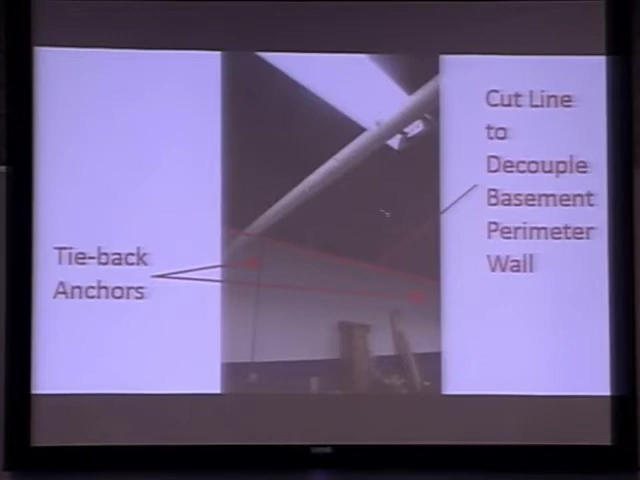 Tie-back
Anchors
Cut Line
to
Decouple
Basement
Perimeter
Wall